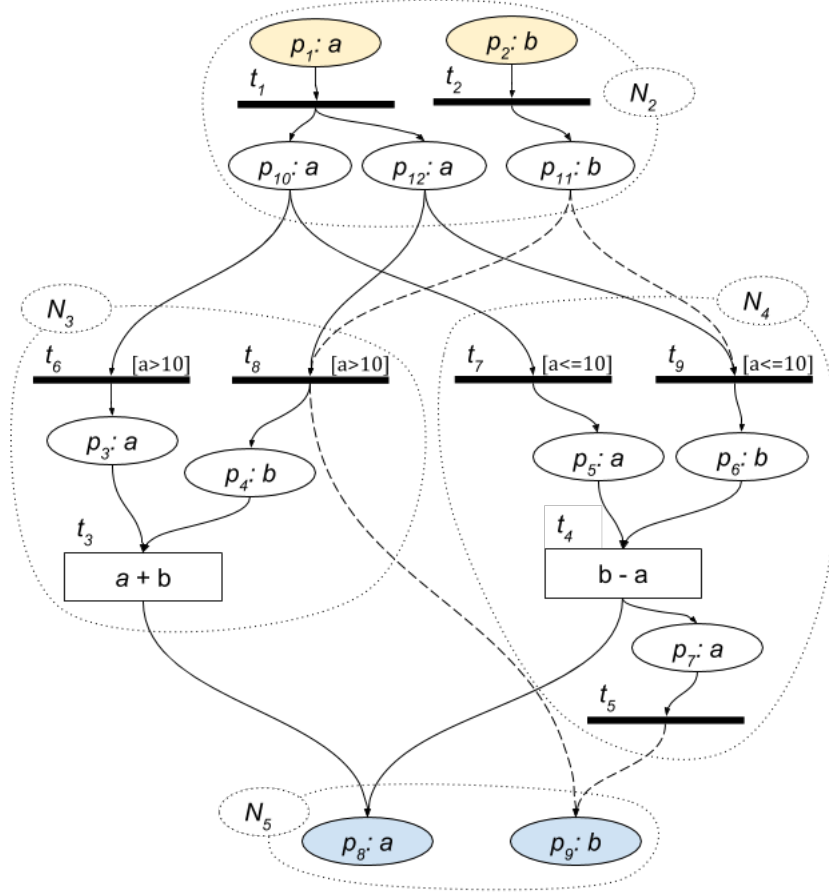 p₁: a
p₂: b
t₁
t₂
N₂
p₁₀: a
p₁₂: a
p₁₁: b
N₃
N₄
t₆
[a>10]
t₈
[a>10]
t₇
[a<=10]
t₉
[a<=10]
p₃: a
p₄: b
p₅: a
p₆: b
t₃
t₄
a + b
b - a
p₇: a
t₅
N₅
p₈: a
p₉: b